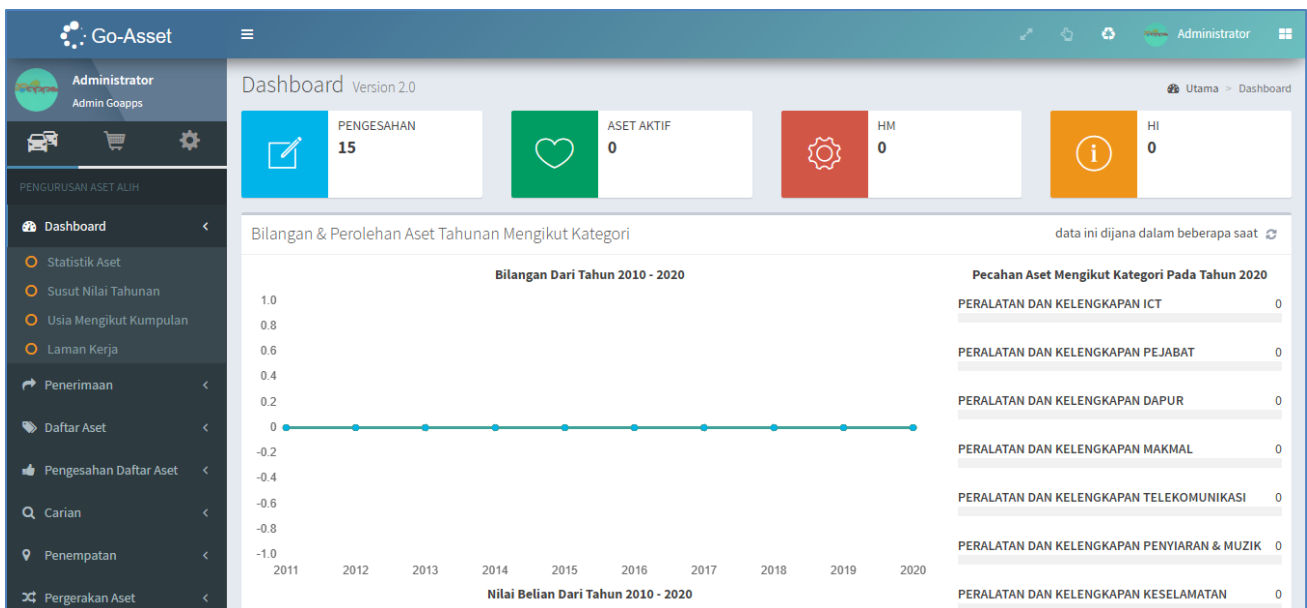 Go-Asset
Administrator
Administrator
Admin Goapps
PENGURUSAN ASET ALIH
Dashboard
Statistik Aset
Susut Nilai Tahunan
Usia Mengikut Kumpulan
Laman Kerja
Penerimaan
Daftar Aset
Pengesahan Daftar Aset
Carian
Penempatan
Pergerakan Aset
Dashboard Version 2.0
Utama > Dashboard
PENGESAHAN
15
ASET AKTIF
0
HM
0
HI
0
Bilangan & Perolehan Aset Tahunan Mengikut Kategori
data ini dijana dalam beberapa saat
Bilangan Dari Tahun 2010 - 2020
1.0
0.8
0.6
0.4
0.2
0
-0.2
-0.4
-0.6
-0.8
-1.0
2011 2012 2013 2014 2015 2016 2017 2018 2019 2020
Nilai Belian Dari Tahun 2010 - 2020
Pecahan Aset Mengikut Kategori Pada Tahun 2020
PERALATAN DAN KELENGKAPAN ICT 0
PERALATAN DAN KELENGKAPAN PEJABAT 0
PERALATAN DAN KELENGKAPAN DAPUR 0
PERALATAN DAN KELENGKAPAN MAKMAL 0
PERALATAN DAN KELENGKAPAN TELEKOMUNIKASI 0
PERALATAN DAN KELENGKAPAN PENYIARAN & MUZIK 0
PERALATAN DAN KELENGKAPAN KESELAMATAN 0